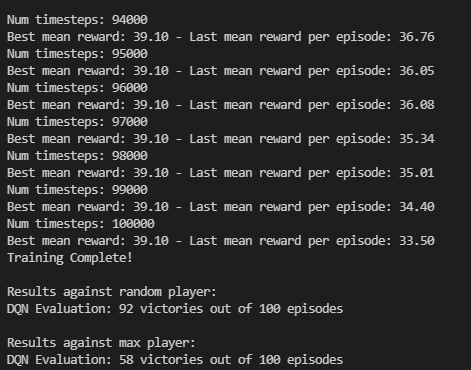 Num timesteps: 94000
Best mean reward: 39.10 - Last mean reward per episode: 36.76
Num timesteps: 95000
Best mean reward: 39.10 - Last mean reward per episode: 36.05
Num timesteps: 96000
Best mean reward: 39.10 - Last mean reward per episode: 36.08
Num timesteps: 97000
Best mean reward: 39.10 - Last mean reward per episode: 35.34
Num timesteps: 98000
Best mean reward: 39.10 - Last mean reward per episode: 35.01
Num timesteps: 99000
Best mean reward: 39.10 - Last mean reward per episode: 34.40
Num timesteps: 100000
Best mean reward: 39.10 - Last mean reward per episode: 33.50
Training Complete!

Results against random player:
DQN Evaluation: 92 victories out of 100 episodes

Results against max player:
DQN Evaluation: 58 victories out of 100 episodes